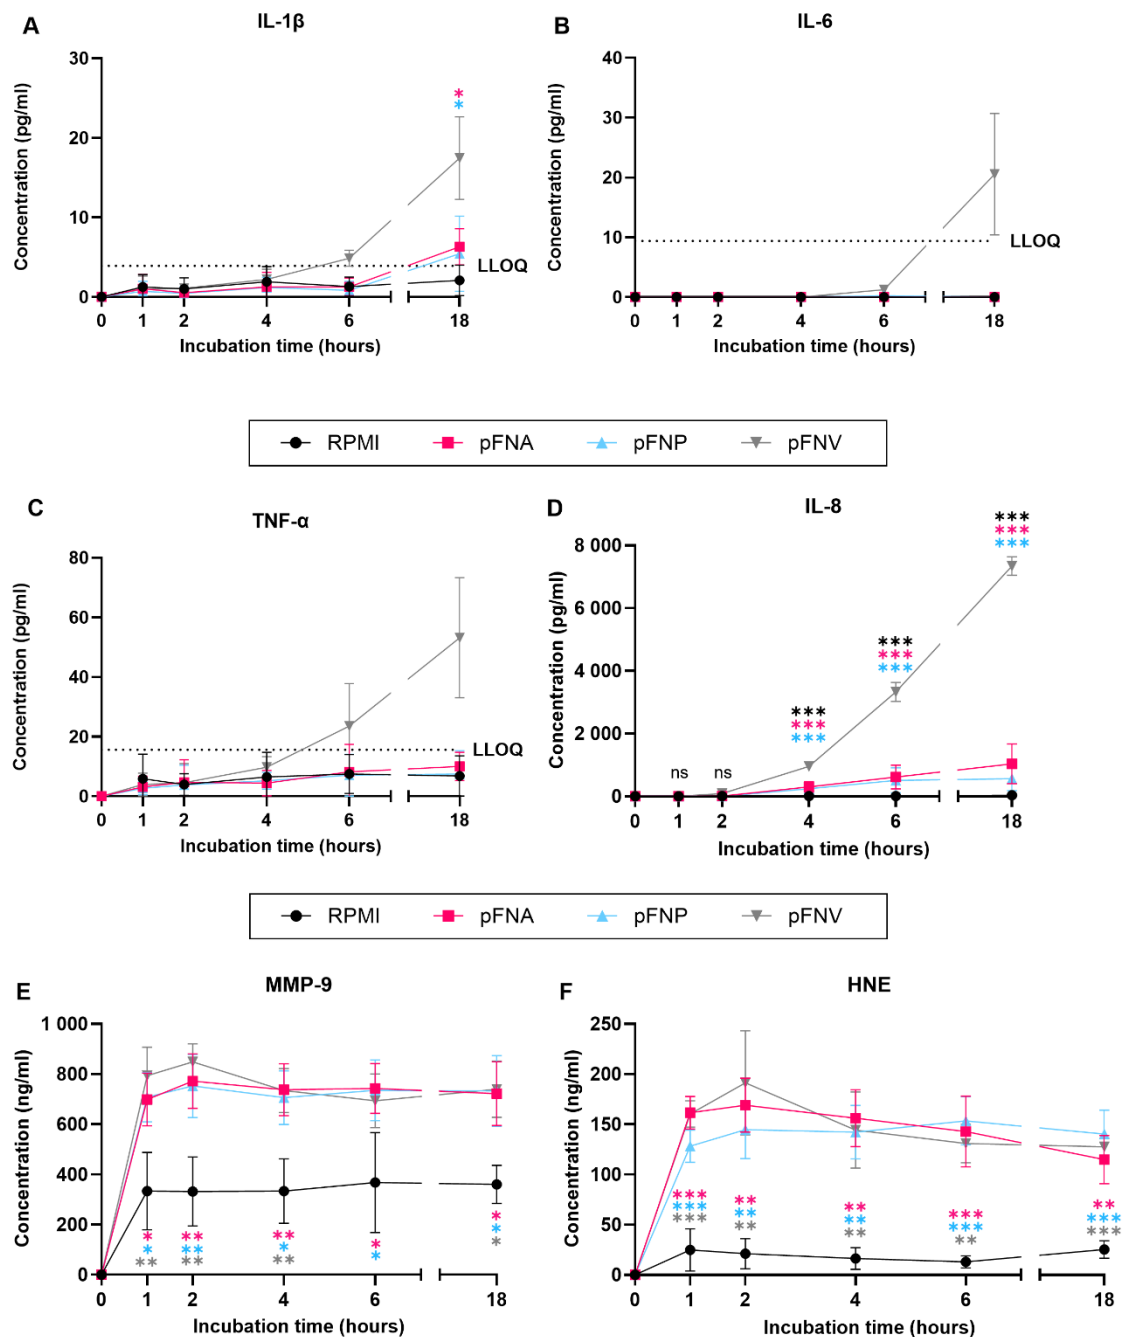 A
IL-1β
Concentration (pg/ml)
30
20
10
0
*
*
LLOQ
0 1 2 4 6 18
Incubation time (hours)
B
IL-6
Concentration (pg/ml)
40
30
20
10
0
LLOQ
0 1 2 4 6 18
Incubation time (hours)
RPMI pFNA pFNP pFNV
C
TNF-α
Concentration (pg/ml)
80
60
40
20
0
LLOQ
0 1 2 4 6 18
Incubation time (hours)
D
IL-8
Concentration (pg/ml)
8 000
6 000
4 000
2 000
0
ns ns
***
***
***
***
***
***
***
***
***
0 1 2 4 6 18
Incubation time (hours)
RPMI pFNA pFNP pFNV
E
MMP-9
Concentration (ng/ml)
1 000
800
600
400
200
0
* ** ** * *
* ** * * *
** ** ** *
0 1 2 4 6 18
Incubation time (hours)
F
HNE
Concentration (ng/ml)
250
200
150
100
50
0
*** ** ** *** **
*** ** ** *** ***
*** ** ** ** ***
0 1 2 4 6 18
Incubation time (hours)